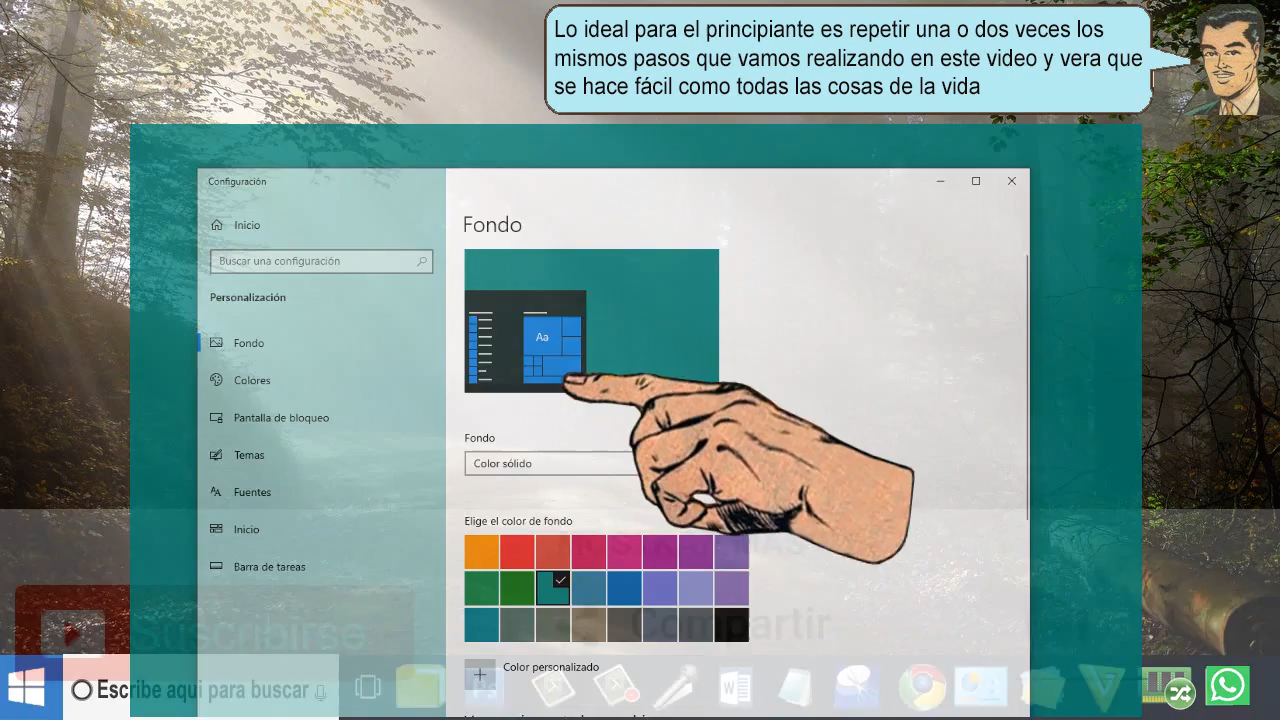 Lo ideal para el principiante es repetir una o dos veces los
mismos pasos que vamos realizando en este video y vera que
se hace fácil como todas las cosas de la vida
Configuración
Inicio
Buscar una configuración
Personalización
Fondo
Colores
Pantalla de bloqueo
Temas
Fuentes
Inicio
Barra de tareas
Fondo
Aa
Fondo
Color sólido
Elige el color de fondo
Color personalizado
Suscribirse
Compartir
Escribe aqui para buscar